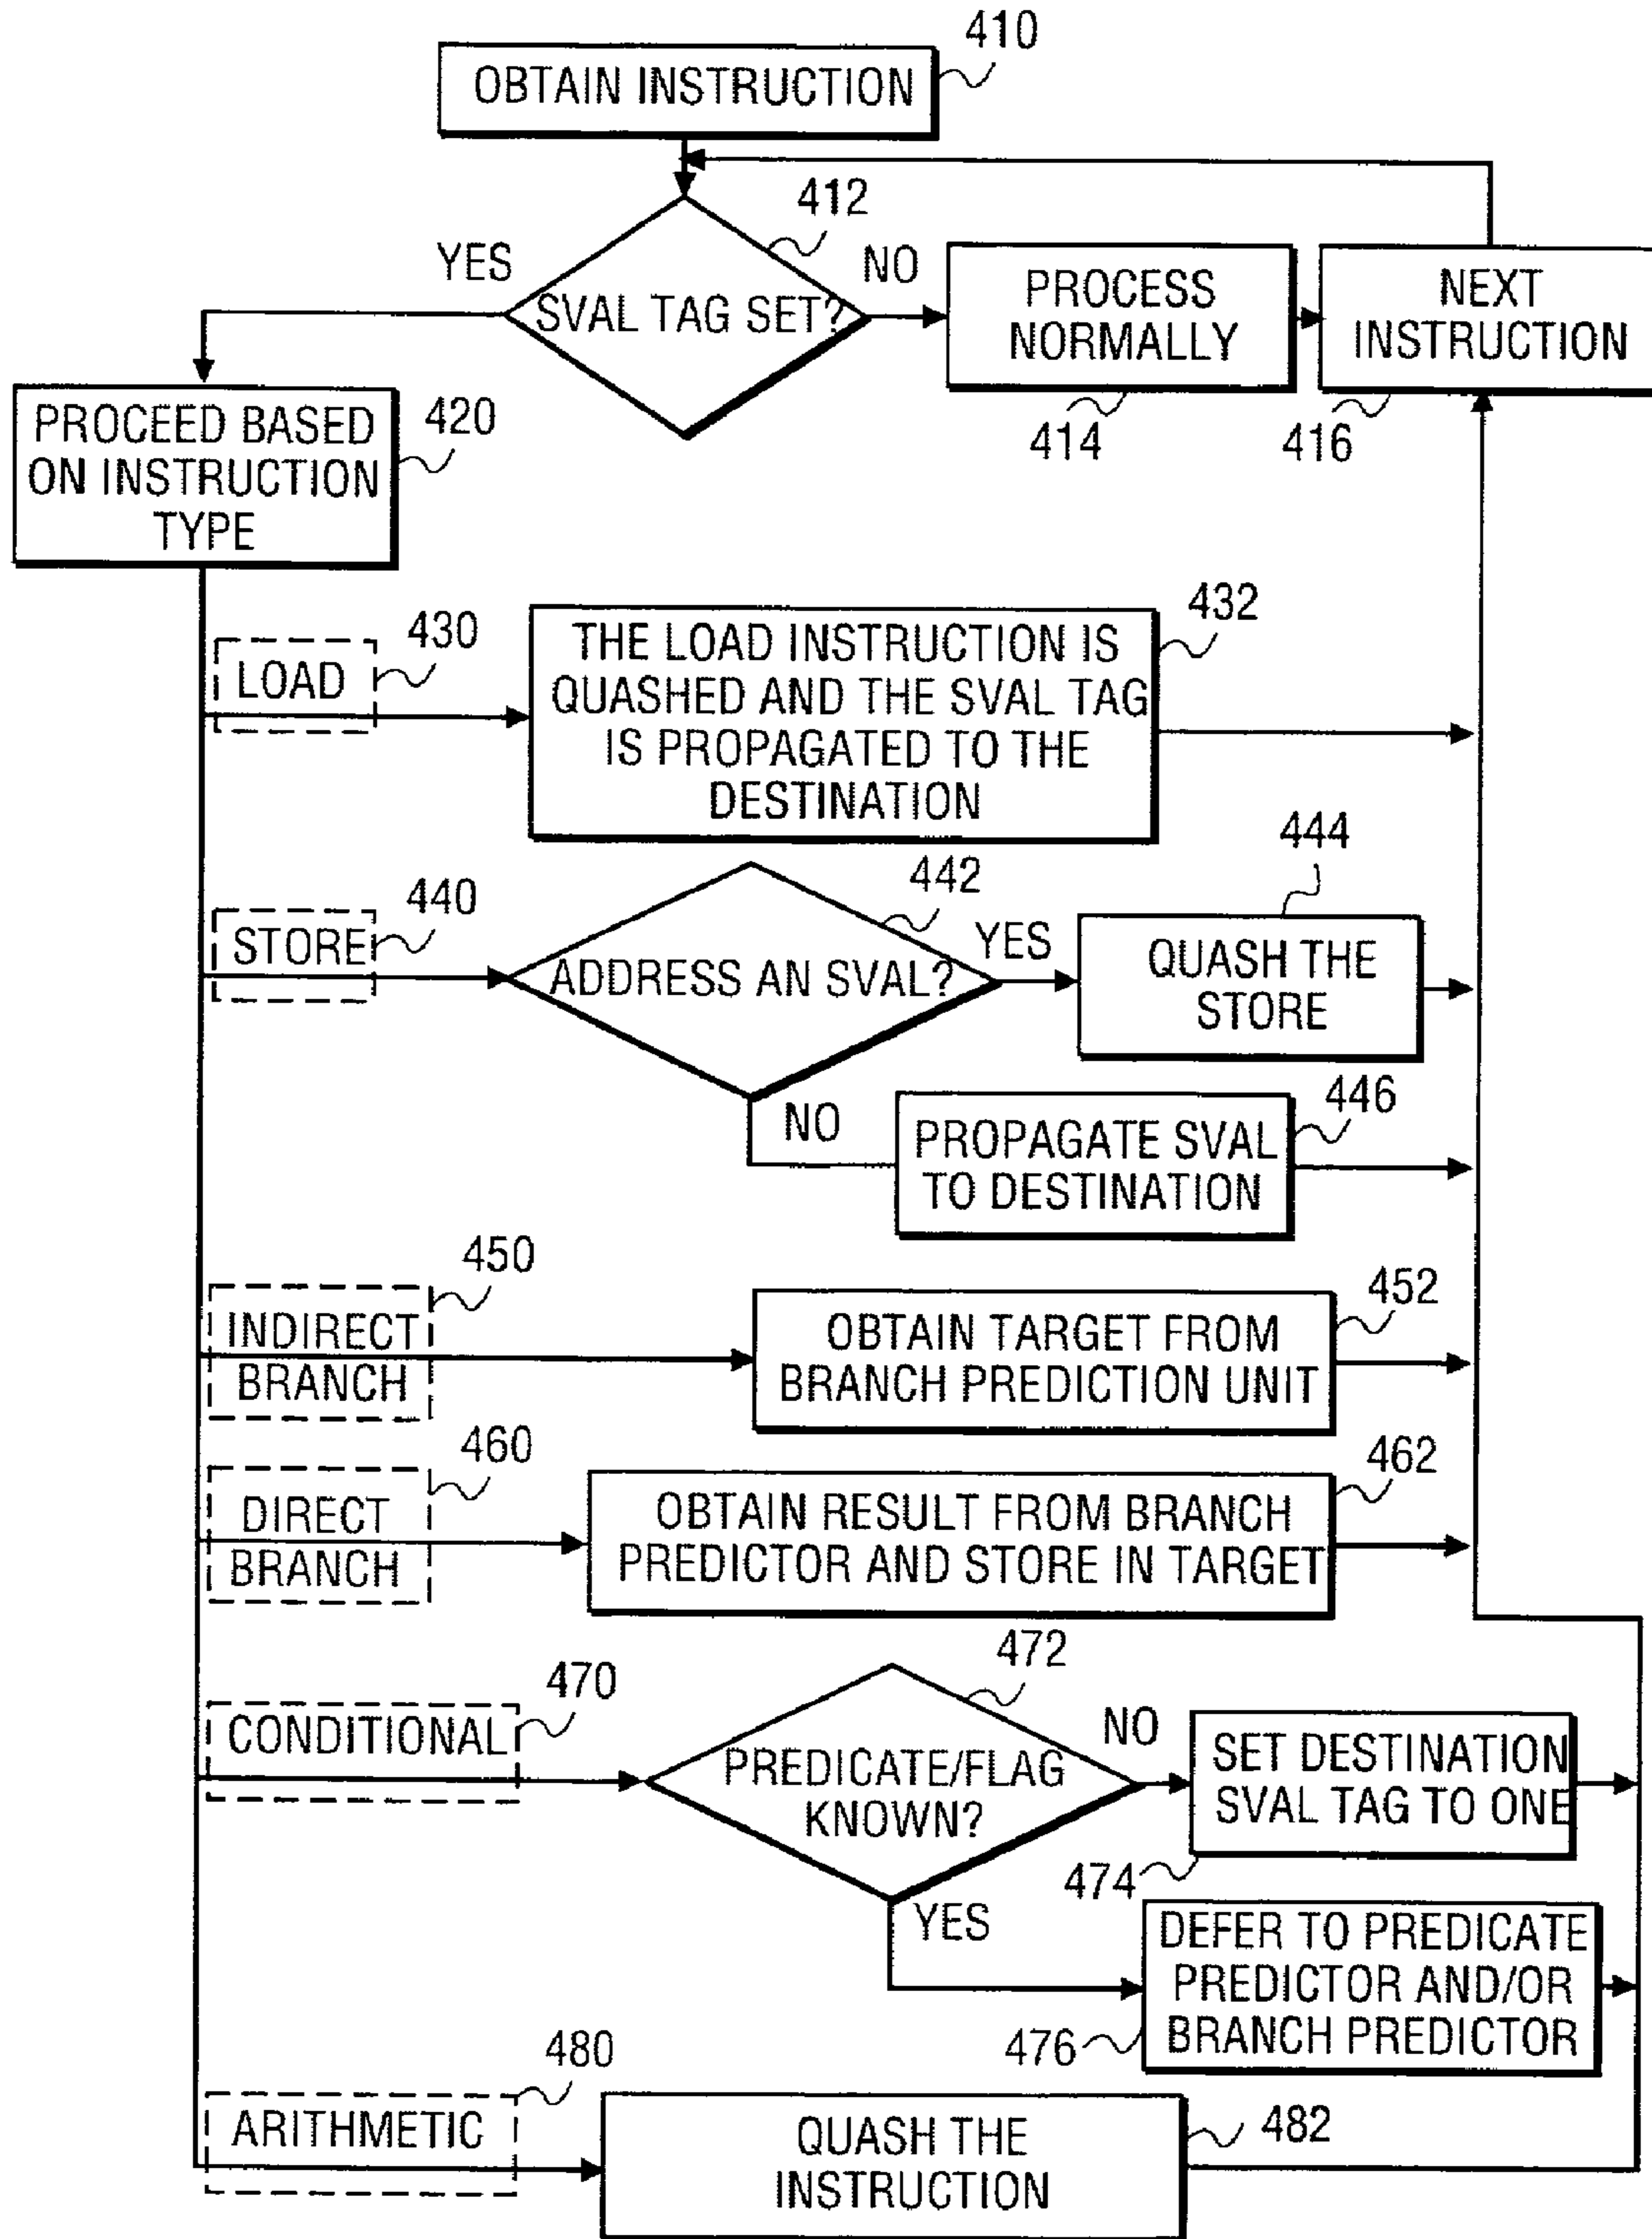 410
OBTAIN INSTRUCTION
412
YES
NO
SVAL TAG SET?
PROCESS
NORMALLY
414
NEXT
INSTRUCTION
416
PROCEED BASED
ON INSTRUCTION
TYPE
420
LOAD
430
THE LOAD INSTRUCTION IS
QUASHED AND THE SVAL TAG
IS PROPAGATED TO THE
DESTINATION
432
STORE
440
ADDRESS AN SVAL?
442
YES
QUASH THE
STORE
444
NO
PROPAGATE SVAL
TO DESTINATION
446
INDIRECT
BRANCH
450
OBTAIN TARGET FROM
BRANCH PREDICTION UNIT
452
DIRECT
BRANCH
460
OBTAIN RESULT FROM BRANCH
PREDICTOR AND STORE IN TARGET
462
CONDITIONAL
470
PREDICATE/FLAG
KNOWN?
472
NO
SET DESTINATION
SVAL TAG TO ONE
474
YES
DEFER TO PREDICATE
PREDICTOR AND/OR
BRANCH PREDICTOR
476
ARITHMETIC
480
QUASH THE
INSTRUCTION
482